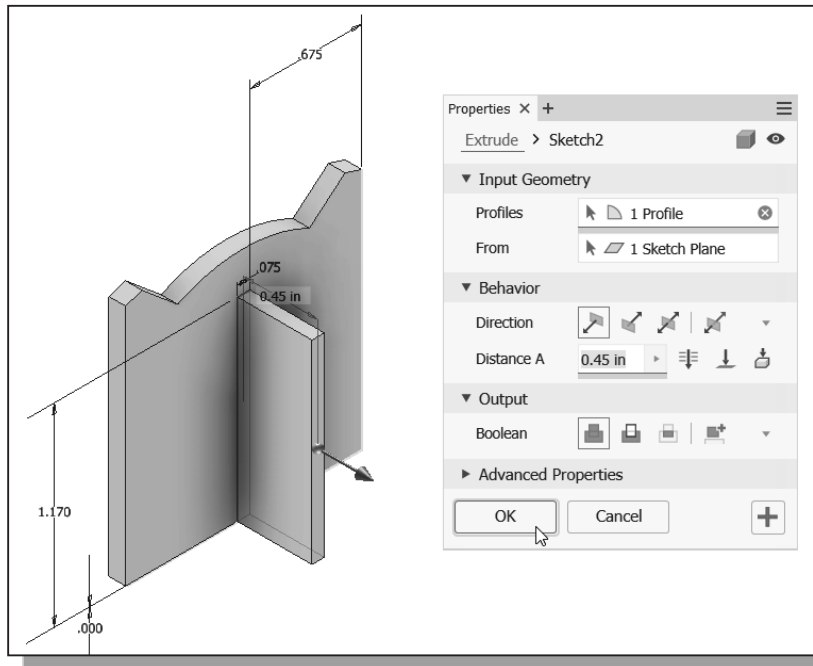 .675
.075
0.45 in
1.170
.000
Properties
Extrude > Sketch2
Input Geometry
Profiles
1 Profile
From
1 Sketch Plane
Behavior
Direction
Distance A
0.45 in
Output
Boolean
Advanced Properties
OK
Cancel